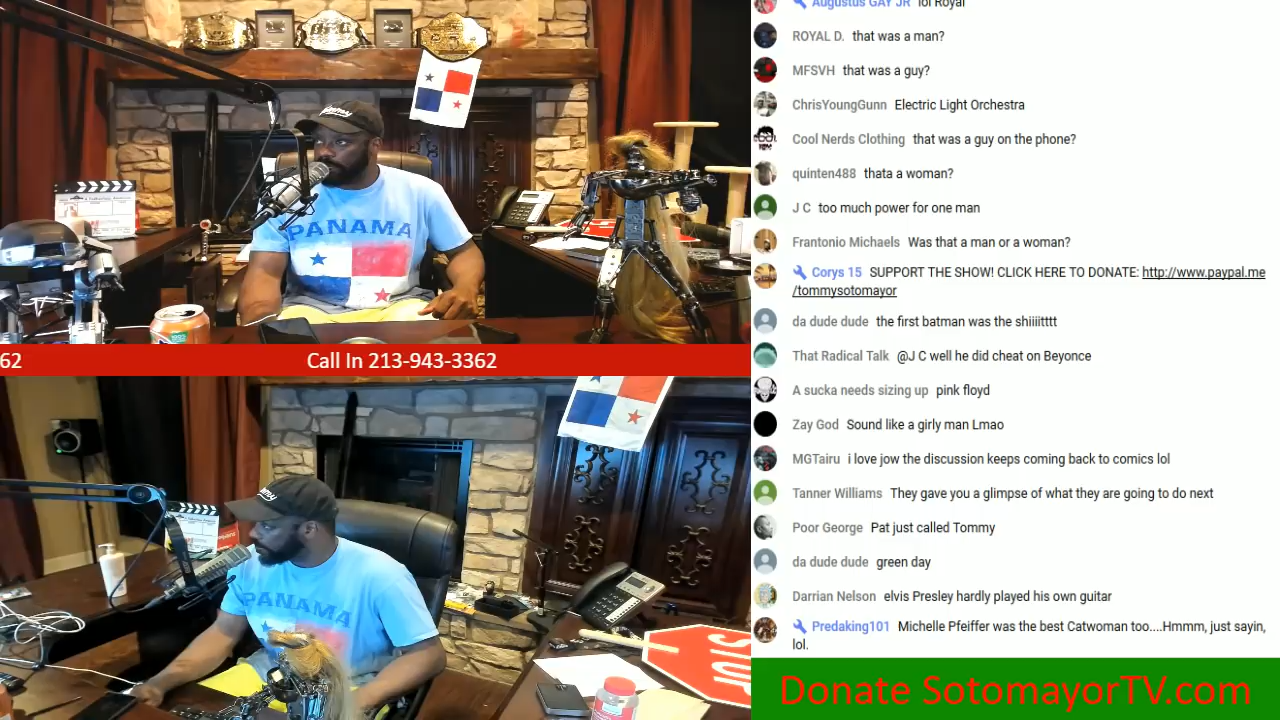 PANAMA
62
Call In 213-943-3362
PANAMA
STOP
Augustus GAY JR lol Royal
ROYAL D. that was a man?
MFSVH that was a guy?
ChrisYoungGunn Electric Light Orchestra
Cool Nerds Clothing that was a guy on the phone?
quinten488 thata a woman?
J C too much power for one man
Frantonio Michaels Was that a man or a woman?
Corys 15 SUPPORT THE SHOW! CLICK HERE TO DONATE: http://www.paypal.me
/tommysotomayor
da dude dude the first batman was the shiiiitttt
That Radical Talk @J C well he did cheat on Beyonce
A sucka needs sizing up pink floyd
Zay God Sound like a girly man Lmao
MGTairu i love jow the discussion keeps coming back to comics lol
Tanner Williams They gave you a glimpse of what they are going to do next
Poor George Pat just called Tommy
da dude dude green day
Darrian Nelson elvis Presley hardly played his own guitar
Predaking101 Michelle Pfeiffer was the best Catwoman too....Hmmm, just sayin,
lol.
Donate SotomayorTV.com